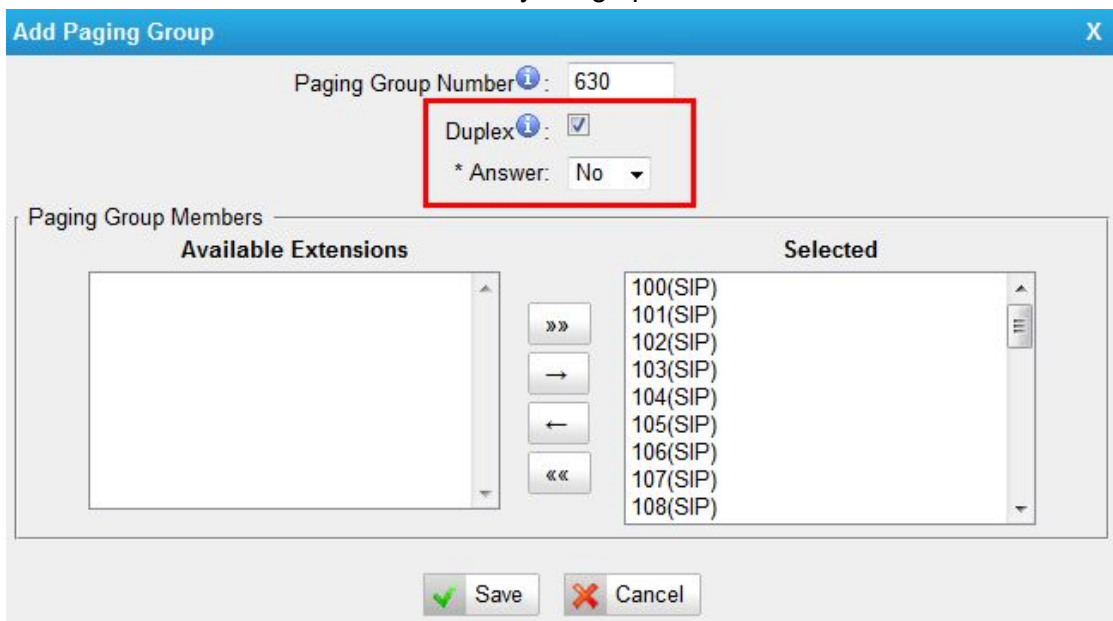 Add Paging Group X
Paging Group Number : 630
Duplex :
* Answer: No
Paging Group Members
Available Extensions Selected
100(SIP)
101(SIP)
»» 102(SIP)
→ 103(SIP)
104(SIP)
← 105(SIP)
106(SIP)
«« 107(SIP)
108(SIP)
Save Cancel